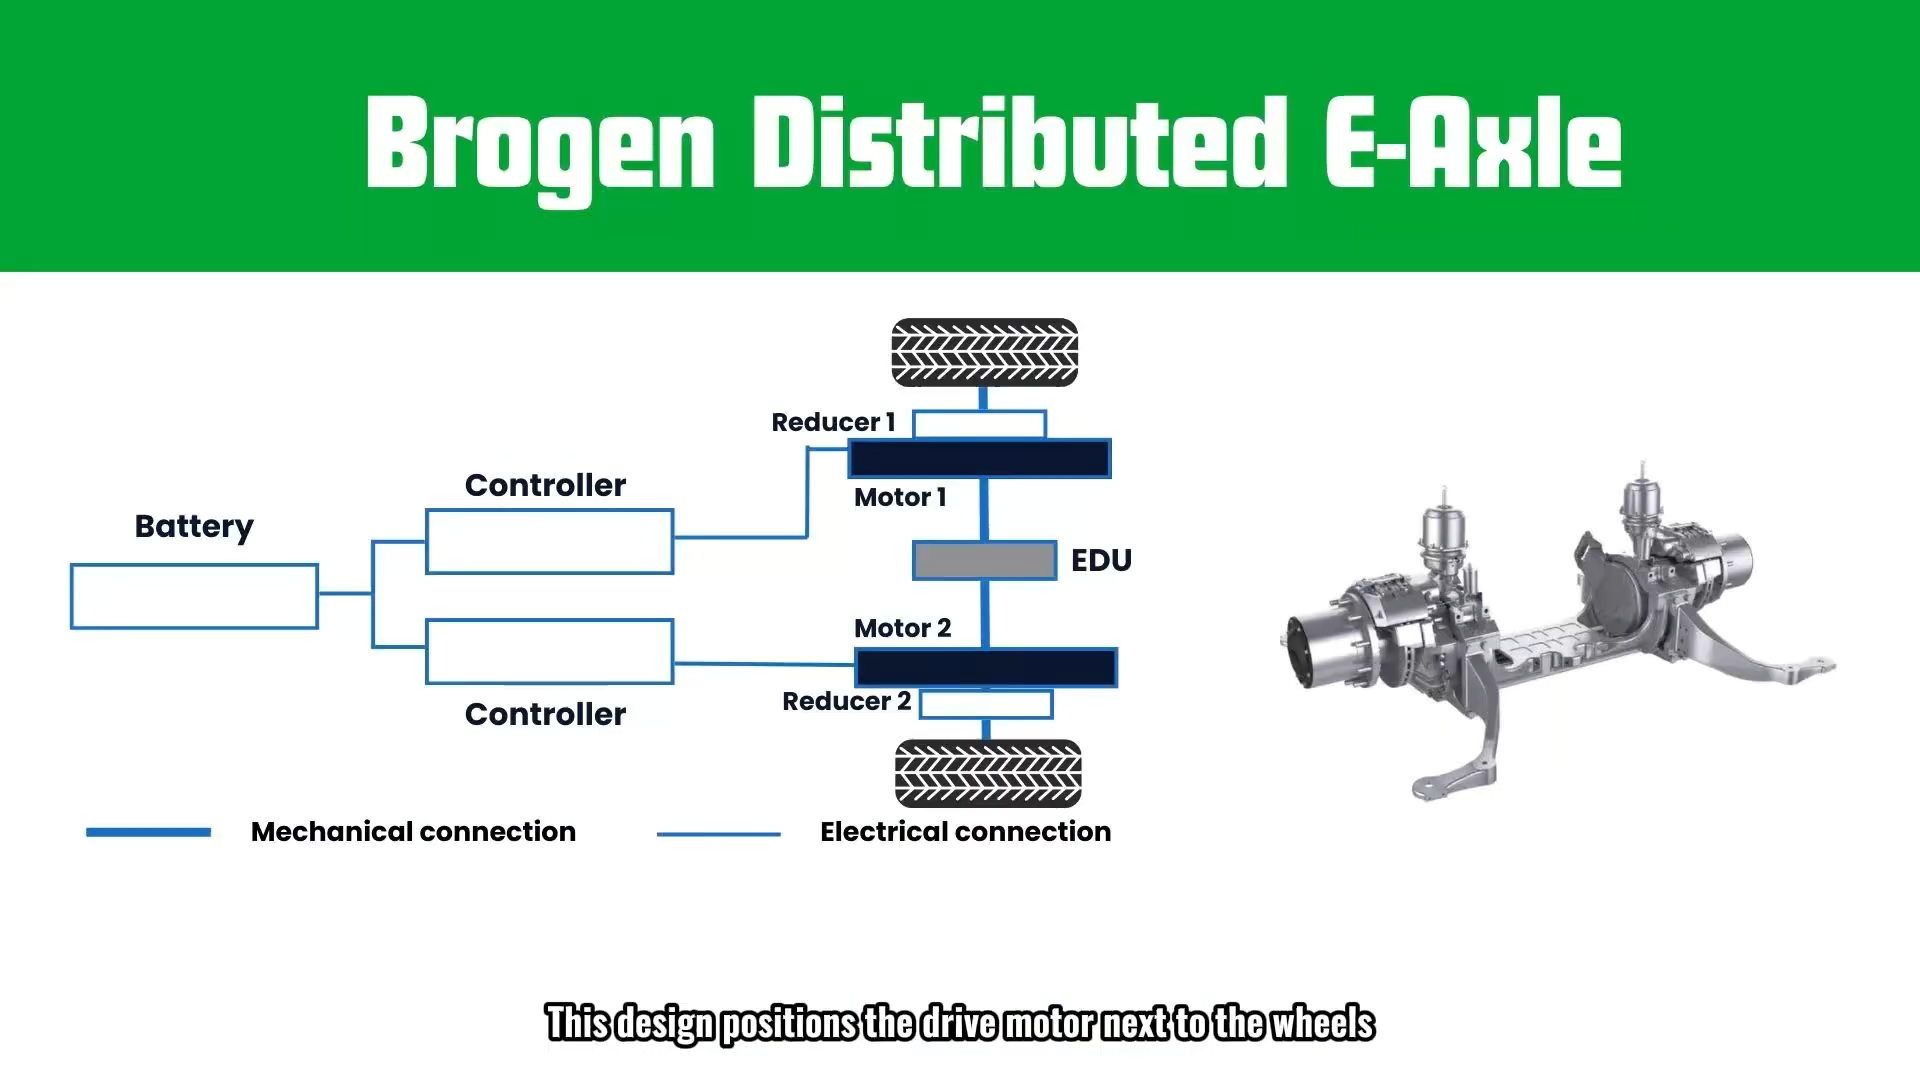 Brogen Distributed E-Axle
Reducer 1
Controller
Motor 1
Battery
EDU
Motor 2
Reducer 2
Controller
Mechanical connection
Electrical connection
This design positions the drive motor next to the wheels